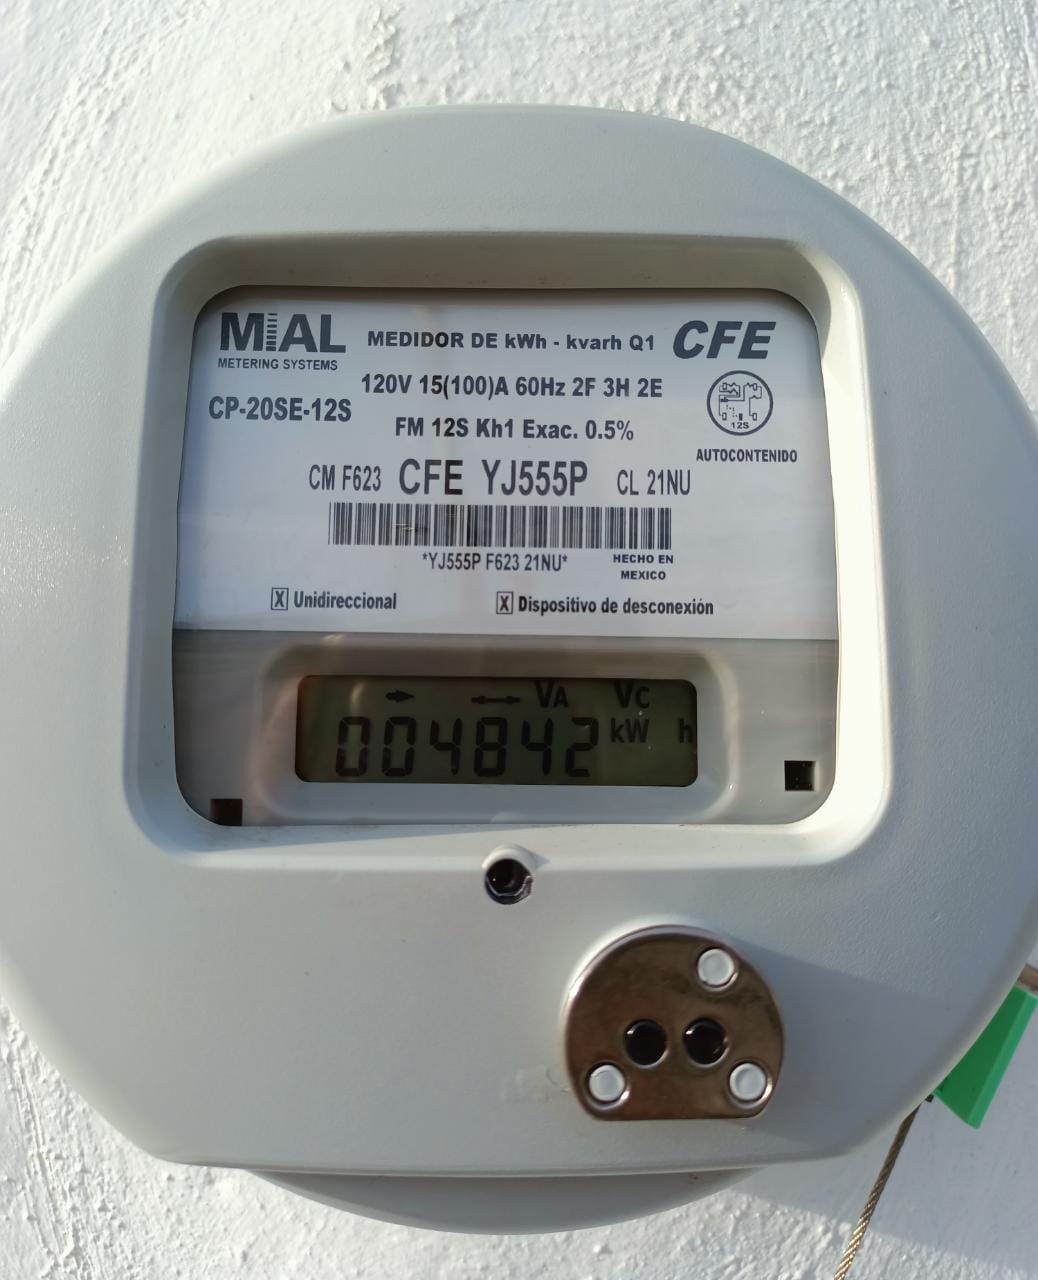 MIAL
METERING SYSTEMS
MEDIDOR DE kWh - kvarh Q1
CFE
120V 15(100)A 60Hz 2F 3H 2E
CP-20SE-12S
FM 12S Kh1 Exac. 0.5%
12S
AUTOCONTENIDO
CM F623 CFE YJ555P CL 21NU
*YJ555P F623 21NU*
HECHO EN
MEXICO
X Unidireccional
X Dispositivo de desconexión
VA VC
004842 kW h